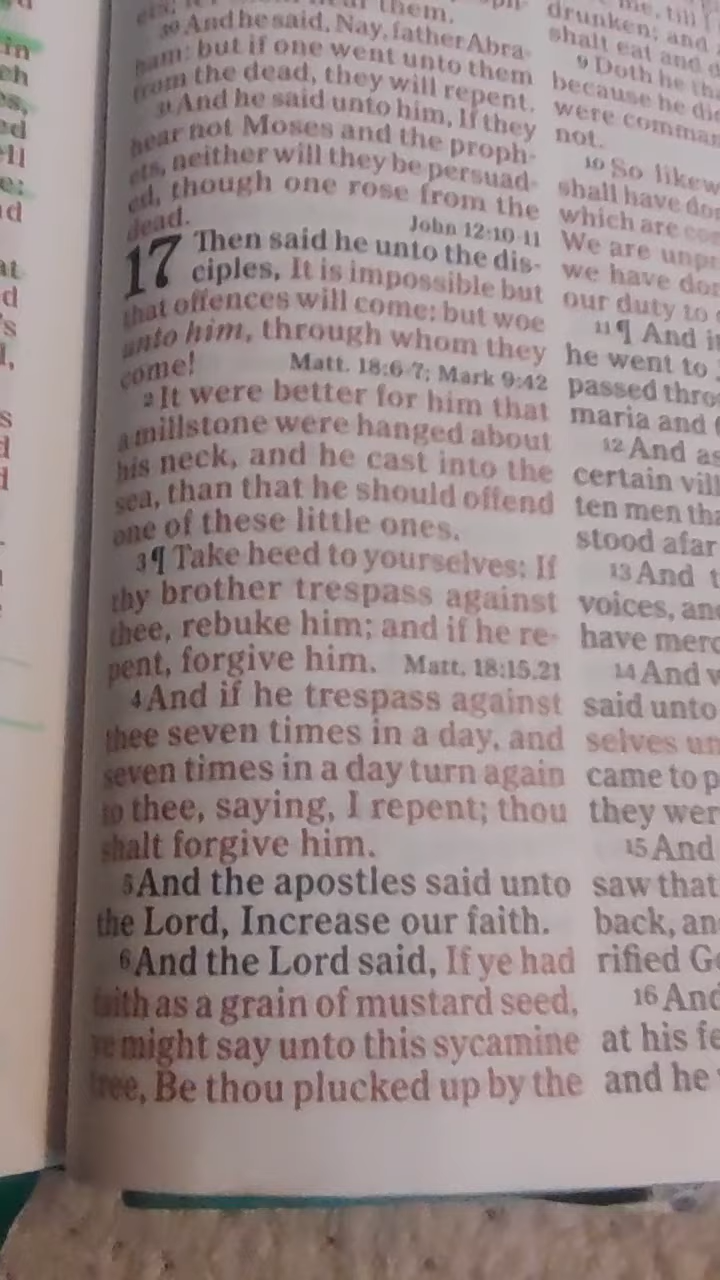 them.
30 And he said, Nay, father Abra-
ham: but if one went unto them
from the dead, they will repent.
31 And he said unto him, If they
hear not Moses and the proph-
ets, neither will they be persuad-
ed, though one rose from the
dead.
John 12:10-11
17 Then said he unto the dis-
ciples, It is impossible but
that offences will come: but woe
unto him, through whom they
come! Matt. 18:6-7; Mark 9:42
2 It were better for him that
a millstone were hanged about
his neck, and he cast into the
sea, than that he should offend
one of these little ones.
3 ¶ Take heed to yourselves: If
thy brother trespass against
thee, rebuke him; and if he re-
pent, forgive him. Matt. 18:15,21
4 And if he trespass against
thee seven times in a day, and
seven times in a day turn again
to thee, saying, I repent; thou
shalt forgive him.
5 And the apostles said unto
the Lord, Increase our faith.
6 And the Lord said, If ye had
faith as a grain of mustard seed,
ye might say unto this sycamine
tree, Be thou plucked up by the
me, till
drunken; and
shalt eat and
9 Doth he
because he
were
not.
10 So
shall have
which are
We are
we have
our duty to
11 ¶ And
he went to
passed
maria and
12 And as
certain
ten men
stood afar
13 And
voices,
have
14 And
said unto
selves
came to
they
15 And
saw that
back,
rified
16 And
at his
and he